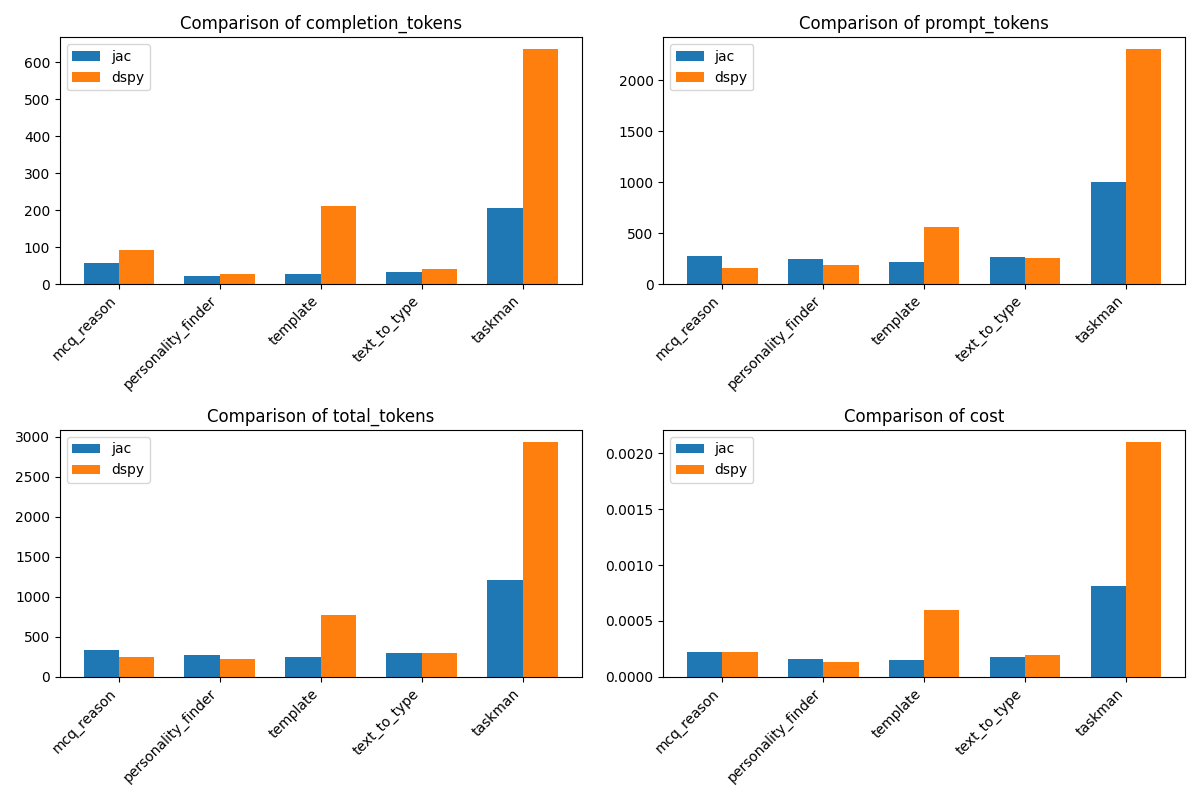 Comparison of completion_tokens
jac
dspy
600
500
400
300
200
100
0
mcq_reason
personality_finder
template
text_to_type
taskman
Comparison of prompt_tokens
jac
dspy
2000
1500
1000
500
0
mcq_reason
personality_finder
template
text_to_type
taskman
Comparison of total_tokens
jac
dspy
3000
2500
2000
1500
1000
500
0
mcq_reason
personality_finder
template
text_to_type
taskman
Comparison of cost
jac
dspy
0.0020
0.0015
0.0010
0.0005
0.0000
mcq_reason
personality_finder
template
text_to_type
taskman